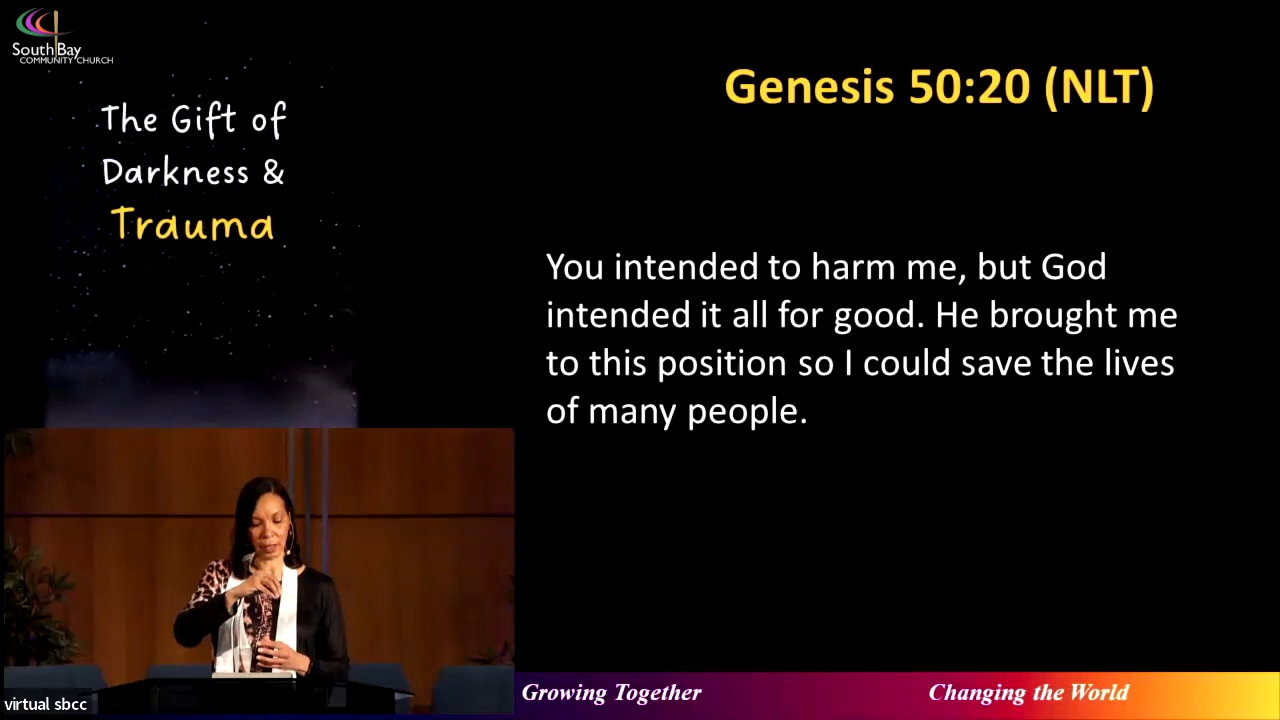 South Bay
COMMUNITY CHURCH
The Gift of
Darkness &
Trauma
Genesis 50:20 (NLT)
You intended to harm me, but God
intended it all for good. He brought me
to this position so I could save the lives
of many people.
virtual sbcc
Growing Together
Changing the World